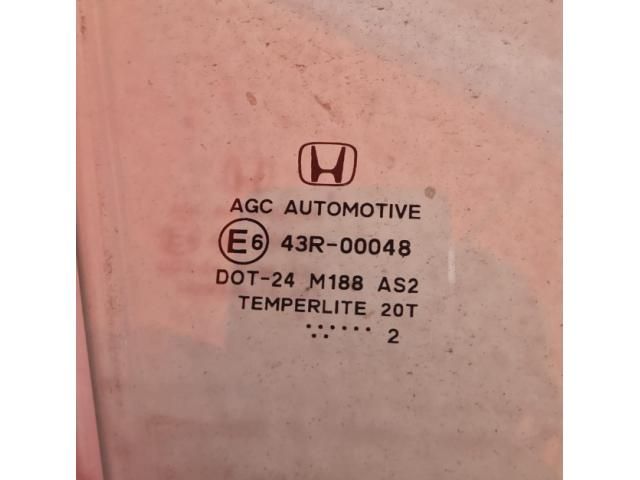 AGC AUTOMOTIVE
E6 43R-00048
DOT-24 M188 AS2
TEMPERLITE 20T
2